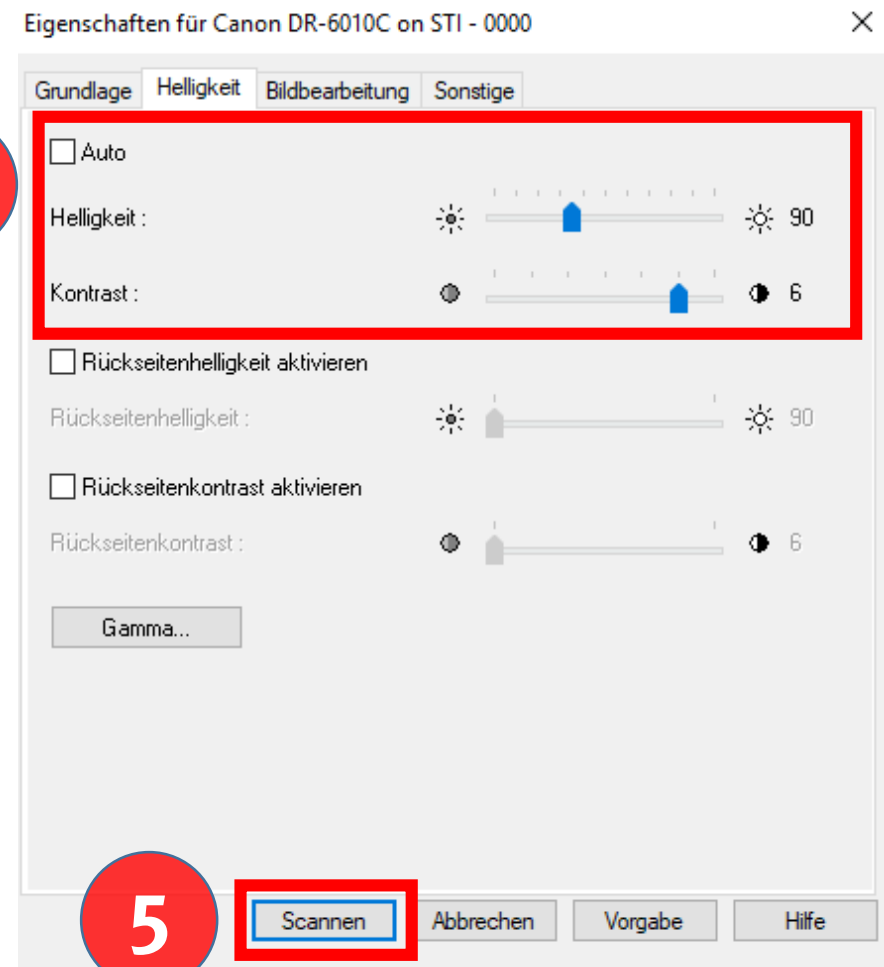 Eigenschaften für Canon DR-6010C on STI - 0000
Grundlage Helligkeit Bildbearbeitung Sonstige
Auto
Helligkeit : 90
Kontrast : 6
Rückseitenhelligkeit aktivieren
Rückseitenhelligkeit : 90
Rückseitenkontrast aktivieren
Rückseitenkontrast : 6
Gamma...
5 Scannen Abbrechen Vorgabe Hilfe